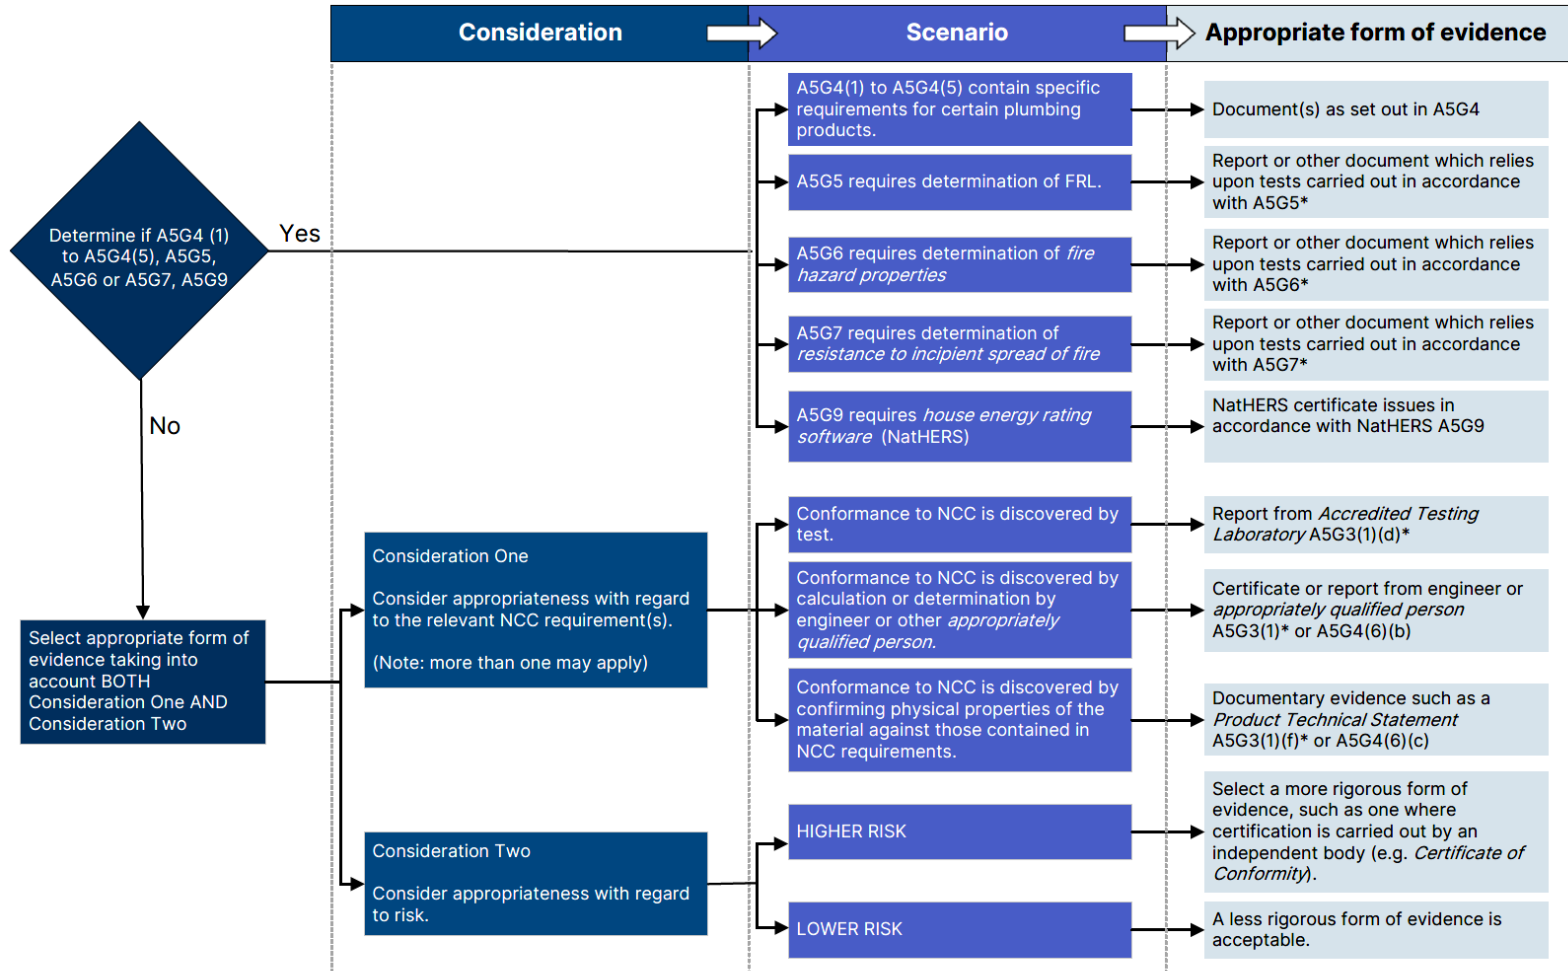 Consideration
Scenario
Appropriate form of evidence
Determine if A5G4 (1)
to A5G4(5), A5G5,
A5G6 or A5G7, A5G9
Yes
No
A5G4(1) to A5G4(5) contain specific
requirements for certain plumbing
products.
Document(s) as set out in A5G4
A5G5 requires determination of FRL.
Report or other document which relies
upon tests carried out in accordance
with A5G5*
A5G6 requires determination of fire
hazard properties
Report or other document which relies
upon tests carried out in accordance
with A5G6*
A5G7 requires determination of
resistance to incipient spread of fire
Report or other document which relies
upon tests carried out in accordance
with A5G7*
A5G9 requires house energy rating
software (NatHERS)
NatHERS certificate issues in
accordance with NatHERS A5G9
Select appropriate form of
evidence taking into
account BOTH
Consideration One AND
Consideration Two
Consideration One
Consider appropriateness with regard
to the relevant NCC requirement(s).
(Note: more than one may apply)
Conformance to NCC is discovered by
test.
Report from Accredited Testing
Laboratory A5G3(1)(d)*
Conformance to NCC is discovered by
calculation or determination by
engineer or other appropriately
qualified person.
Certificate or report from engineer or
appropriately qualified person
A5G3(1)* or A5G4(6)(b)
Conformance to NCC is discovered by
confirming physical properties of the
material against those contained in
NCC requirements.
Documentary evidence such as a
Product Technical Statement
A5G3(1)(f)* or A5G4(6)(c)
Consideration Two
Consider appropriateness with regard
to risk.
HIGHER RISK
Select a more rigorous form of
evidence, such as one where
certification is carried out by an
independent body (e.g. Certificate of
Conformity).
LOWER RISK
A less rigorous form of evidence is
acceptable.